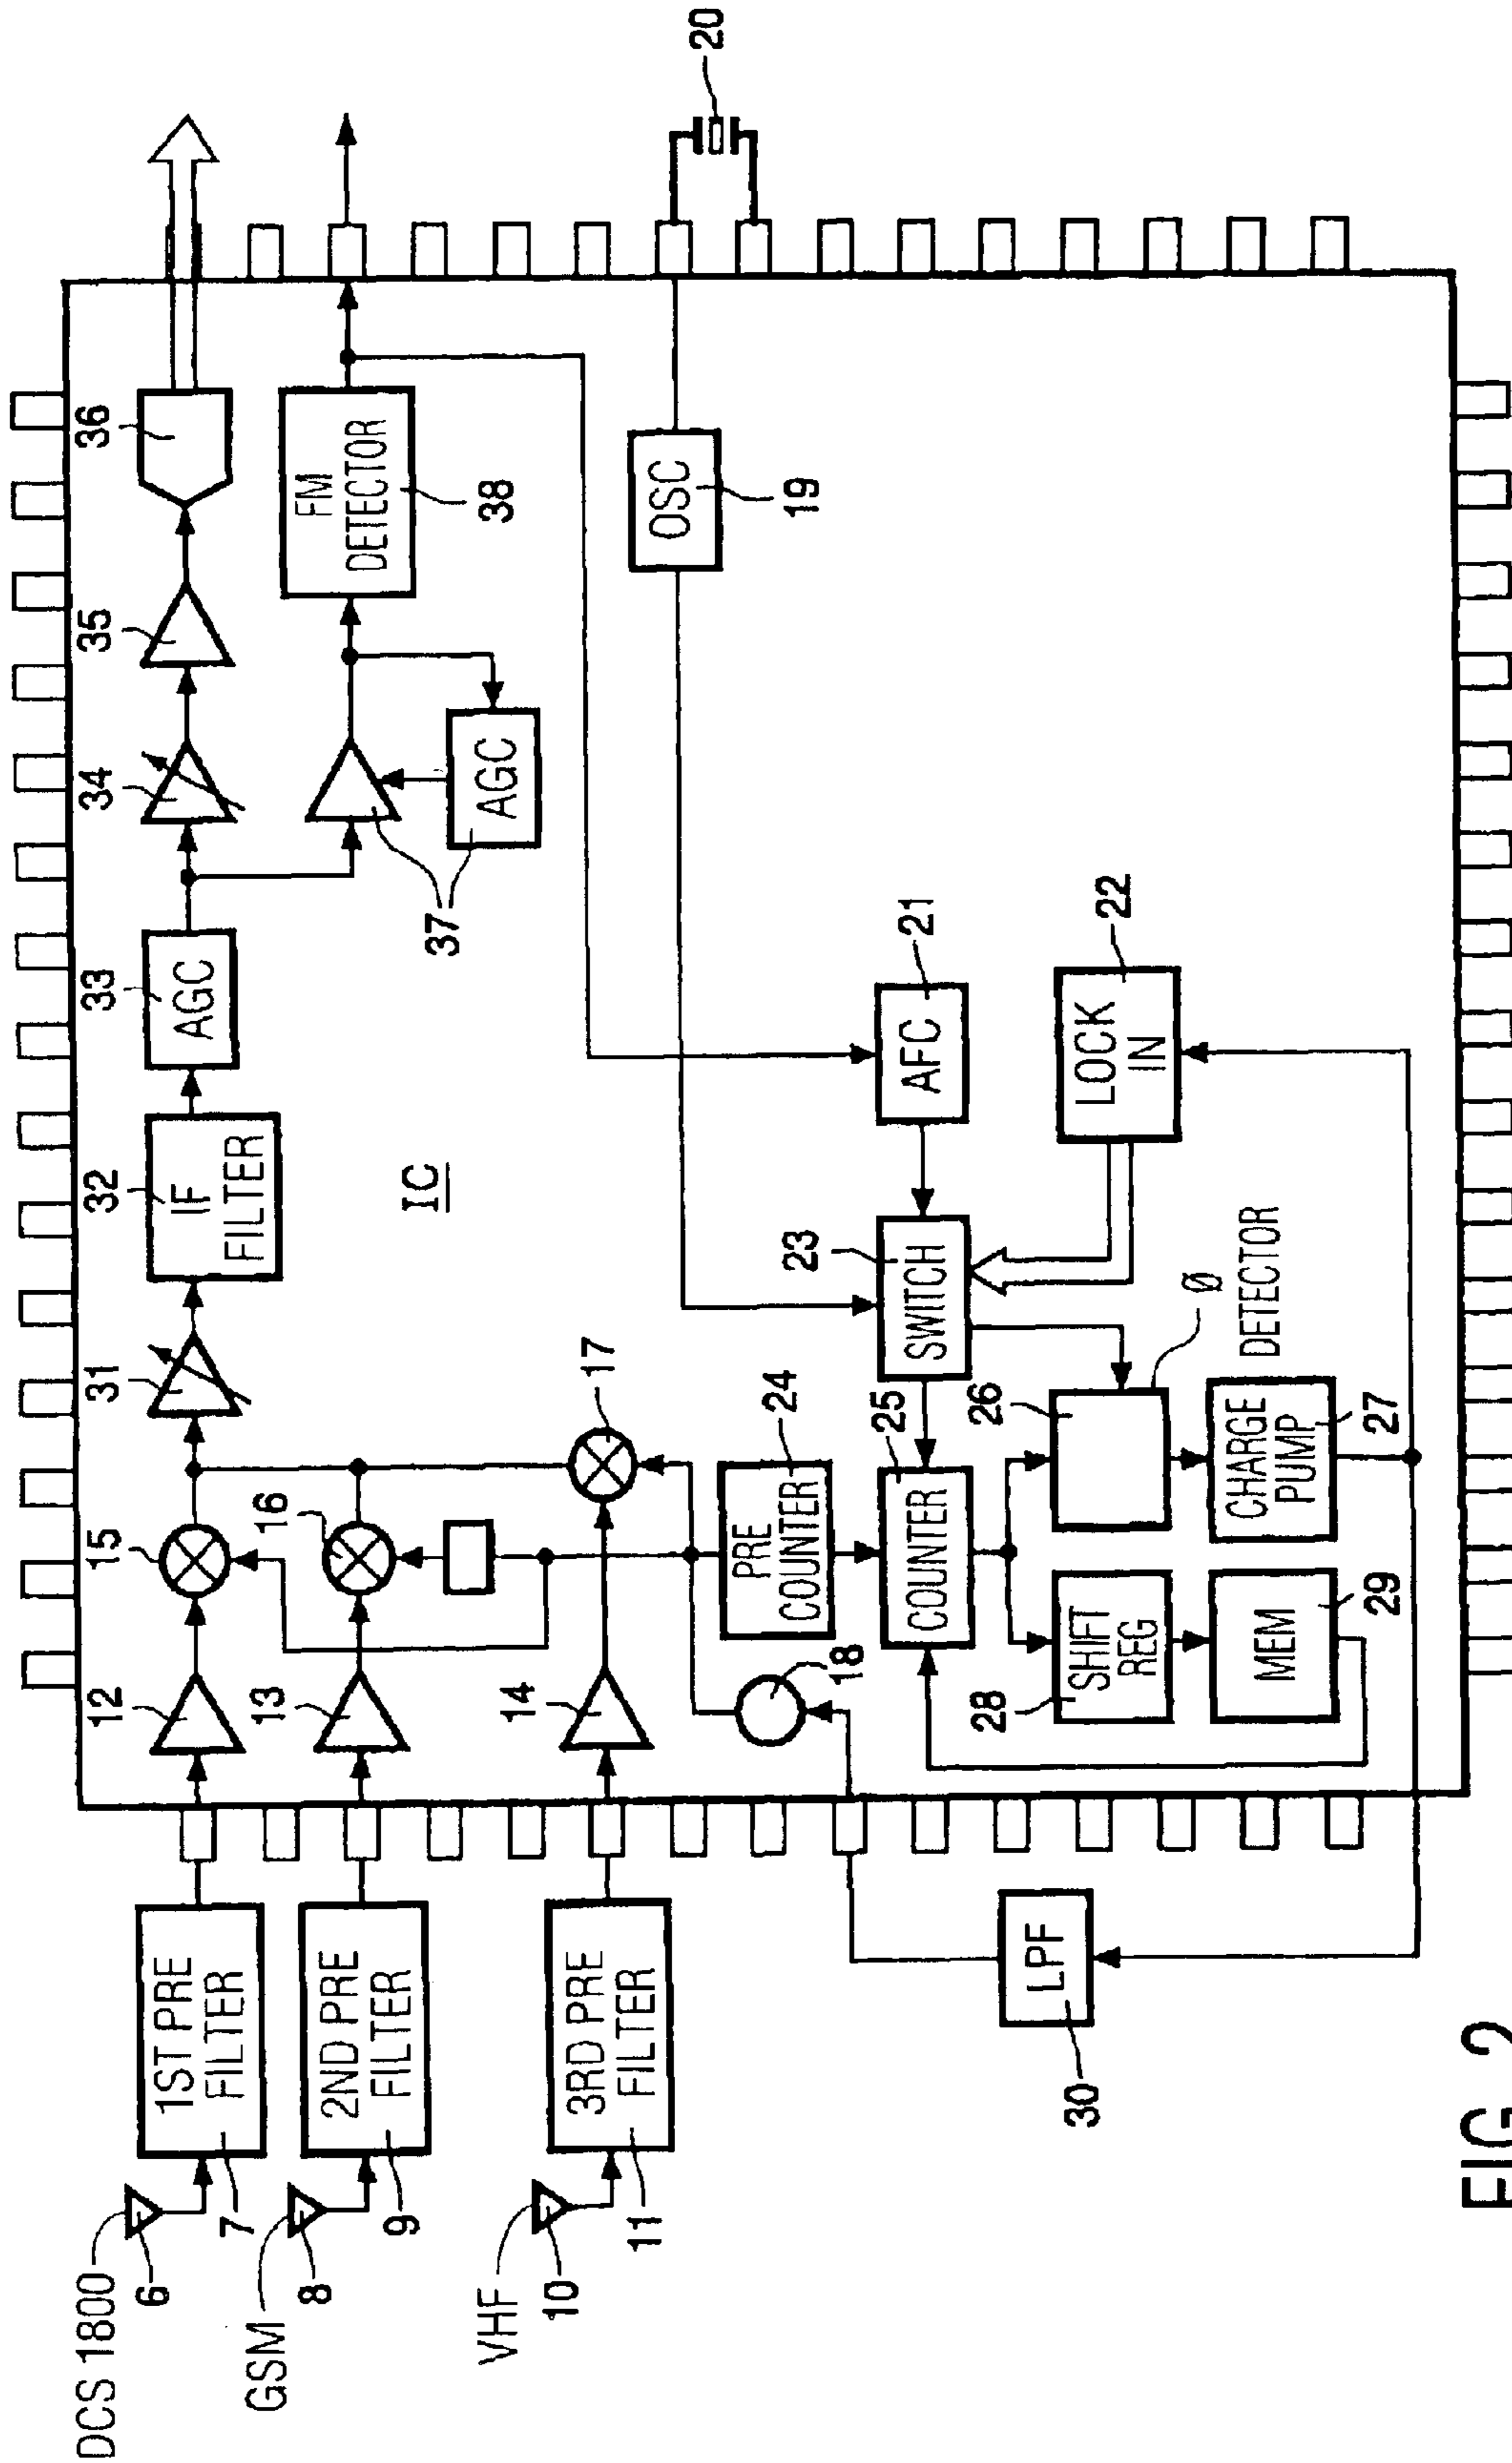 DCS 1800
6
7
1ST PRE
FILTER
12
15
31
32
IF
FILTER
33
AGC
34
35
36
GSM
8
9
2ND PRE
FILTER
13
16
37
AGC
FM
DETECTOR
38
IC
VHF
10
11
3RD PRE
FILTER
14
17
OSC
19
20
18
PRE
COUNTER
24
COUNTER
25
SWITCH
23
AFC
21
LOCK
IN
22
30
LPF
28
SHIFT
REG
26
Ø
DETECTOR
MEM
29
CHARGE
PUMP
27
FIG. 2